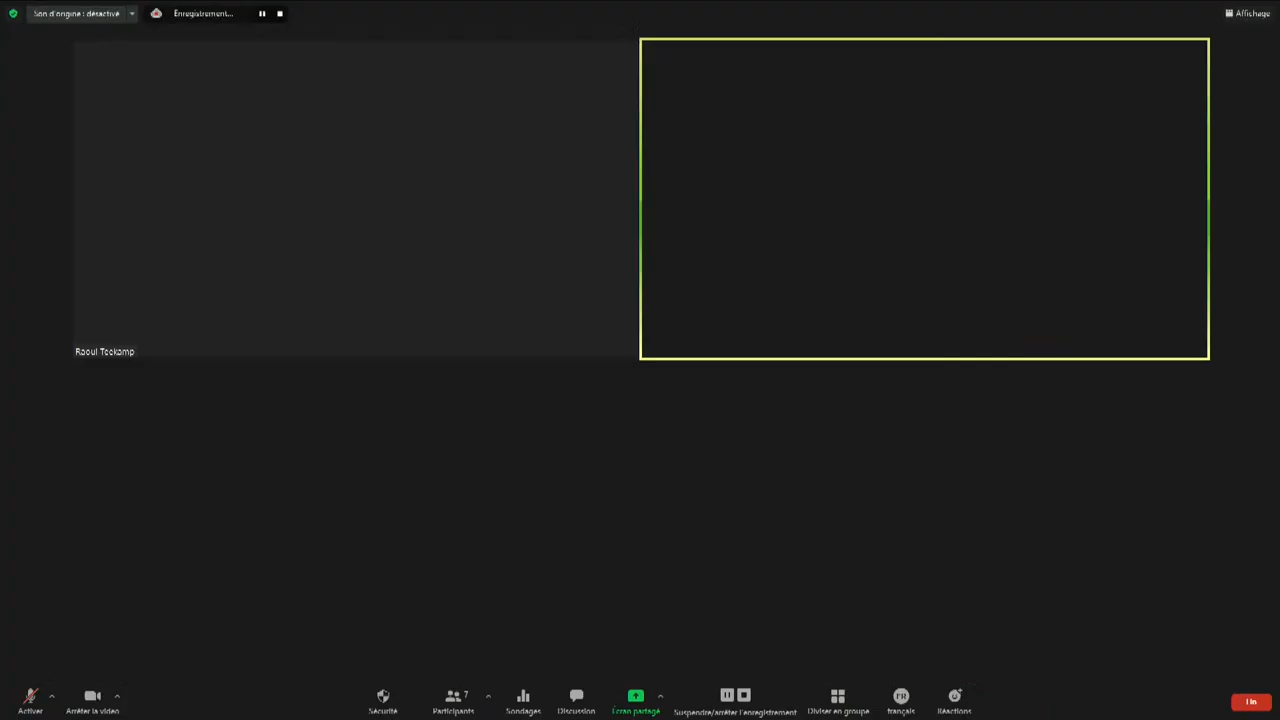 Son d'origine : désactivé
Enregistrement...
Affichage
Raoul Teckamp
Activer
Arrêter la vidéo
Sécurité
7
Participants
Sondages
Discussion
Écran partagé
Suspendre/arrêter l'enregistrement
Diviser en groupe
FR
français
Réactions